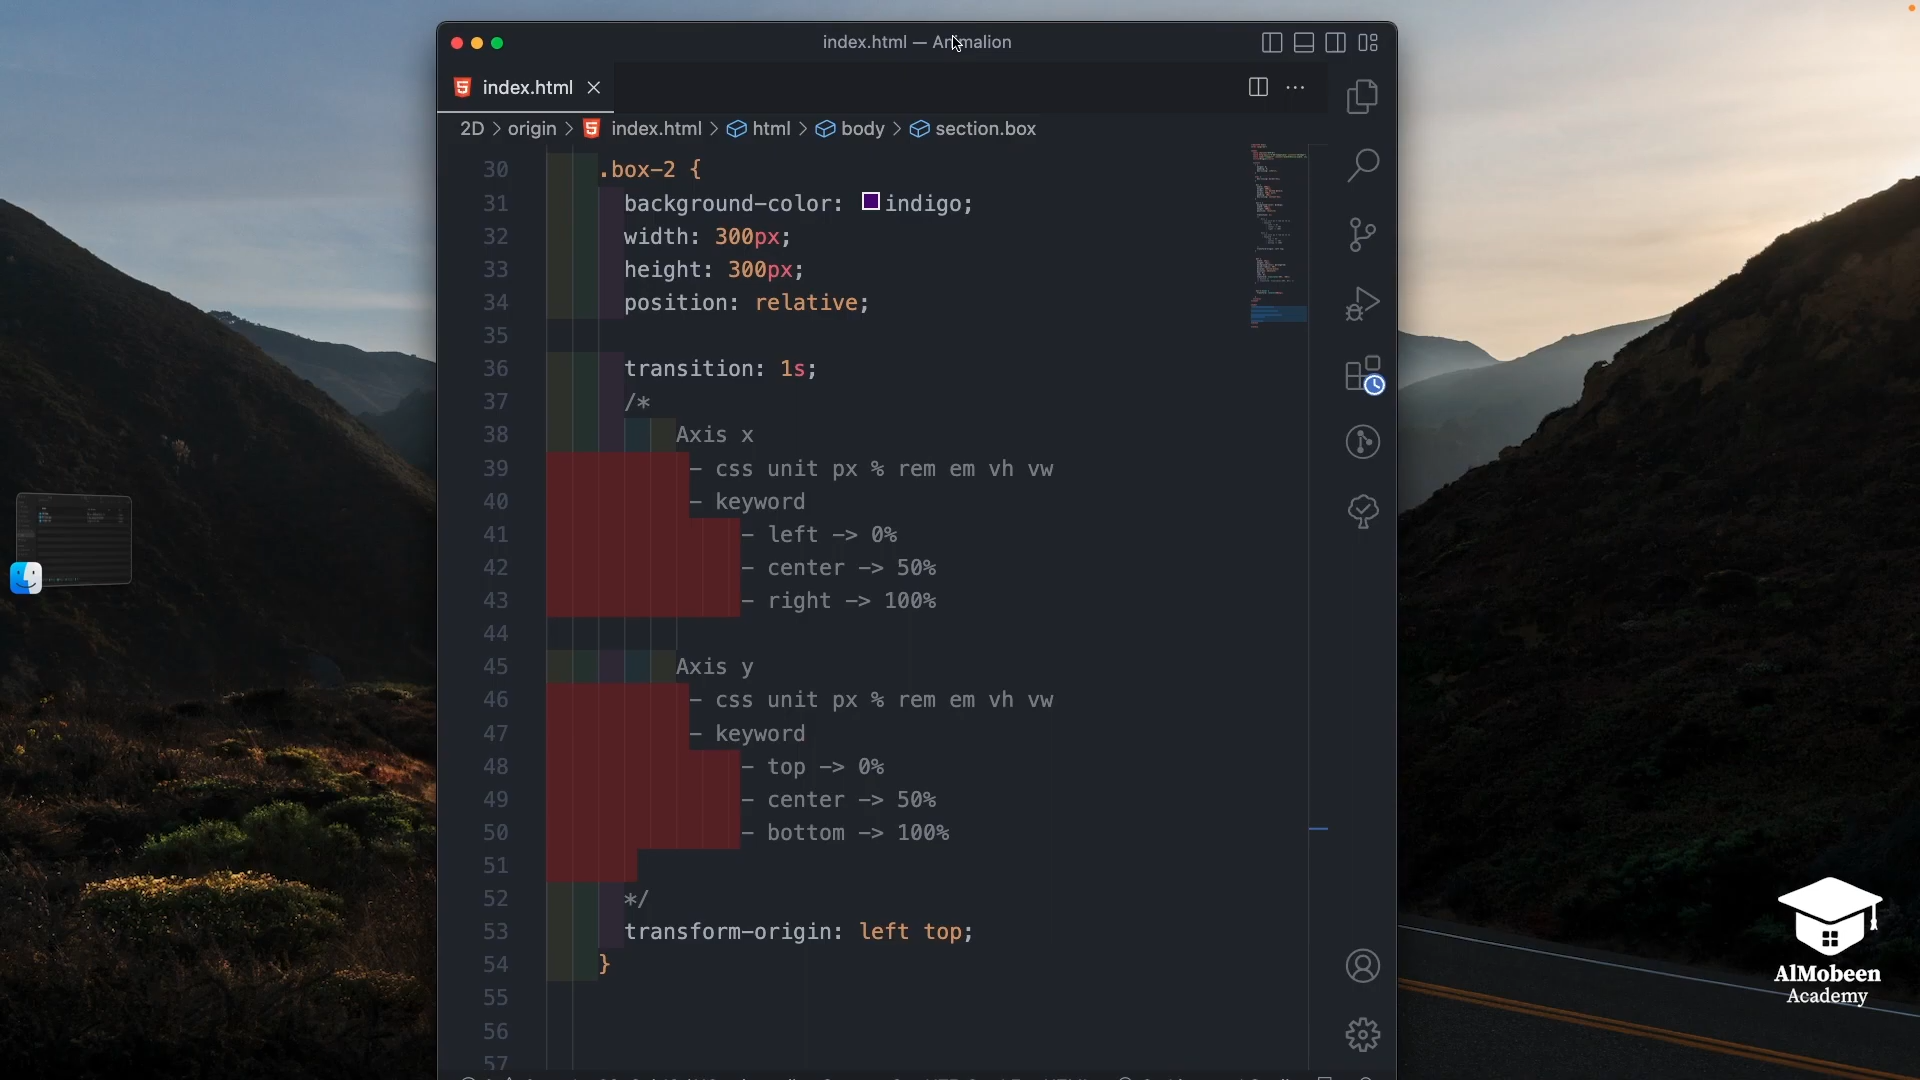 index.html — Animalion
index.html
2D > origin > index.html > html > body > section.box
30 .box-2 {
31 background-color: indigo;
32 width: 300px;
33 height: 300px;
34 position: relative;
35
36 transition: 1s;
37 /*
38 Axis x
39 - css unit px % rem em vh vw
40 - keyword
41 - left -> 0%
42 - center -> 50%
43 - right -> 100%
44
45 Axis y
46 - css unit px % rem em vh vw
47 - keyword
48 - top -> 0%
49 - center -> 50%
50 - bottom -> 100%
51
52 */
53 transform-origin: left top;
54 }
55
56
57
AlMobeen
Academy